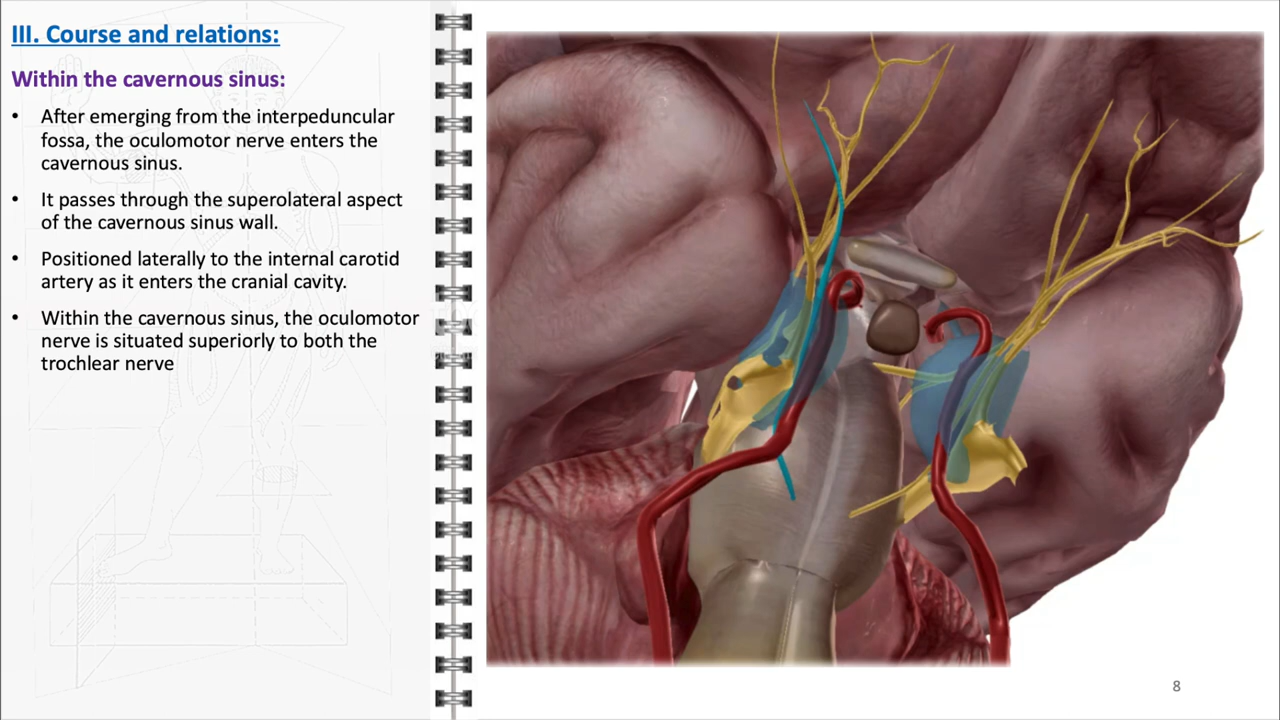 III. Course and relations:
Within the cavernous sinus:
• After emerging from the interpeduncular
fossa, the oculomotor nerve enters the
cavernous sinus.
• It passes through the superolateral aspect
of the cavernous sinus wall.
• Positioned laterally to the internal carotid
artery as it enters the cranial cavity.
• Within the cavernous sinus, the oculomotor
nerve is situated superiorly to both the
trochlear nerve
8